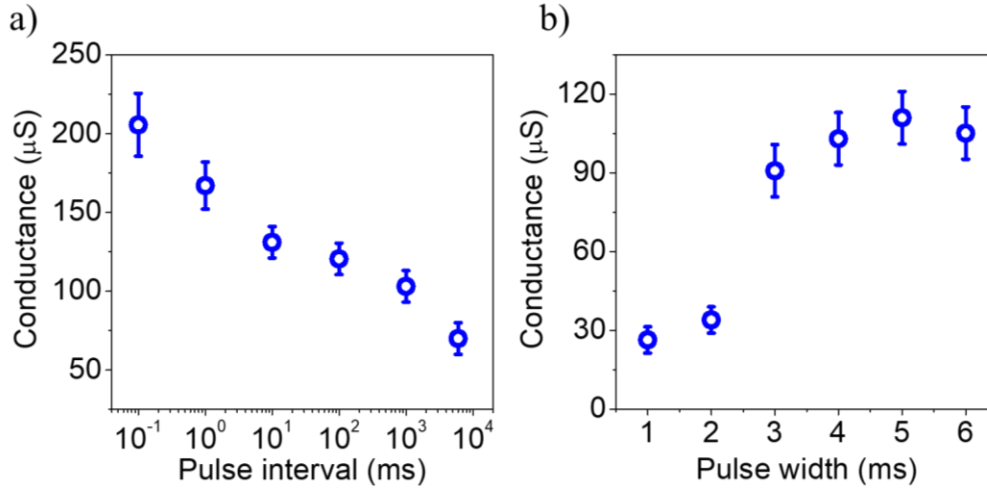 a)
250
200
150
100
50
Conductance (μS)
10⁻¹ 10⁰ 10¹ 10² 10³ 10⁴
Pulse interval (ms)
b)
120
90
60
30
0
Conductance (μS)
1 2 3 4 5 6
Pulse width (ms)